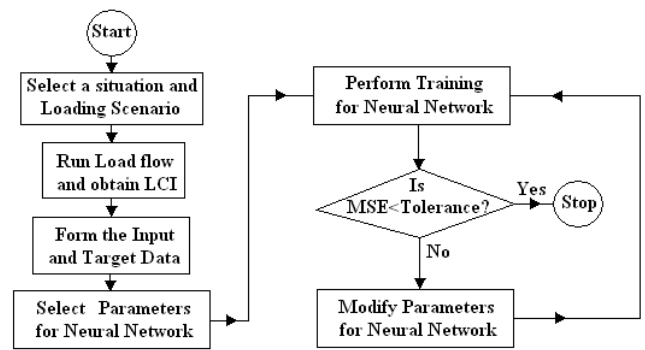 Start
Select a situation and
Loading Scenario
Run Load flow
and obtain LCI
Form the Input
and Target Data
Select Parameters
for Neural Network
Perform Training
for Neural Network
Is
MSE<Tolerance?
Yes
Stop
No
Modify Parameters
for Neural Network